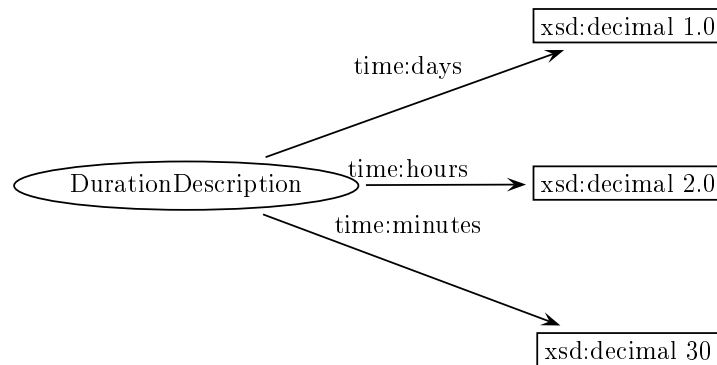 xsd:decimal 1.0
time:days
time:hours
DurationDescription
xsd:decimal 2.0
time:minutes
xsd:decimal 30